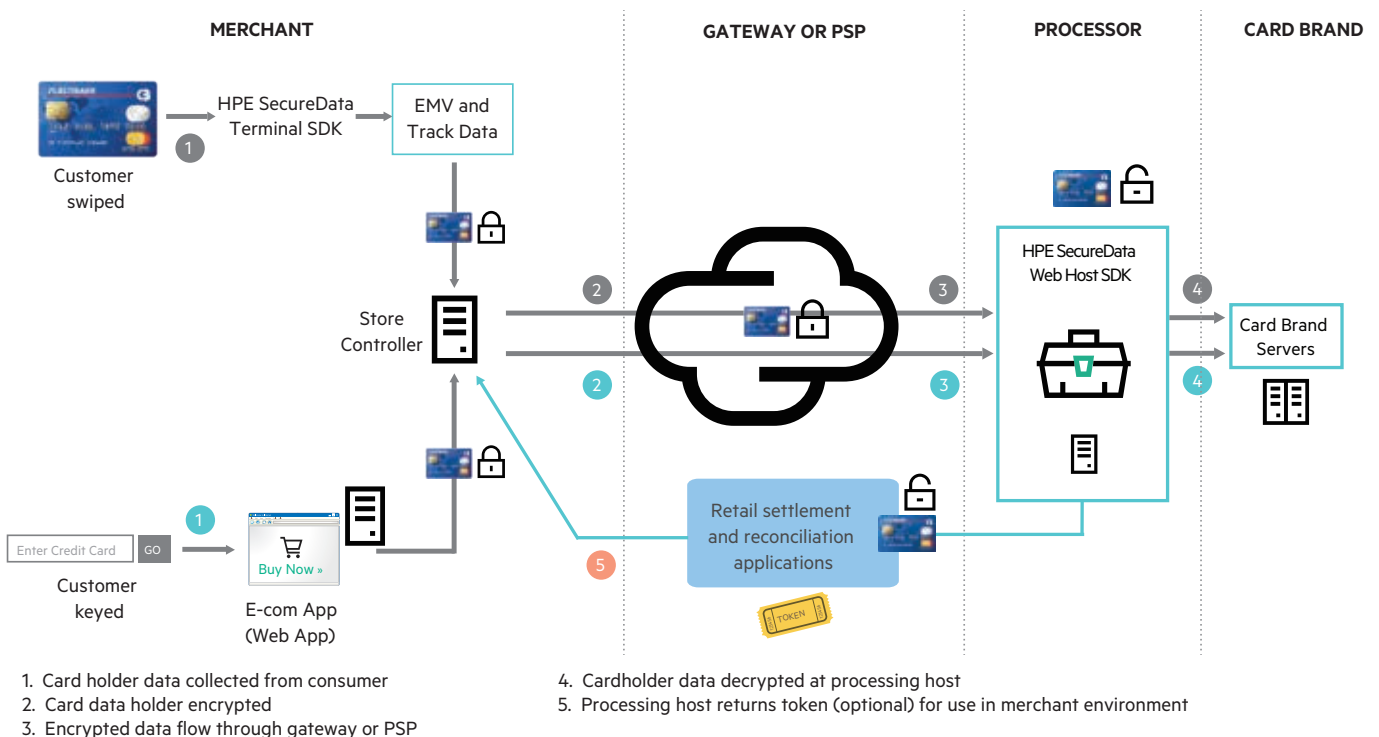 MERCHANT
GATEWAY OR PSP
PROCESSOR
CARD BRAND
HPE SecureData
Terminal SDK
EMV and
Track Data
1
Customer
swiped
HPE SecureData
Web Host SDK
2
3
4
Store
Controller
Card Brand
Servers
2
3
4
Retail settlement
and reconciliation
applications
1
Enter Credit Card
GO
Buy Now »
5
Customer
keyed
E-com App
(Web App)
TOKEN
1. Card holder data collected from consumer
2. Card data holder encrypted
3. Encrypted data flow through gateway or PSP
4. Cardholder data decrypted at processing host
5. Processing host returns token (optional) for use in merchant environment